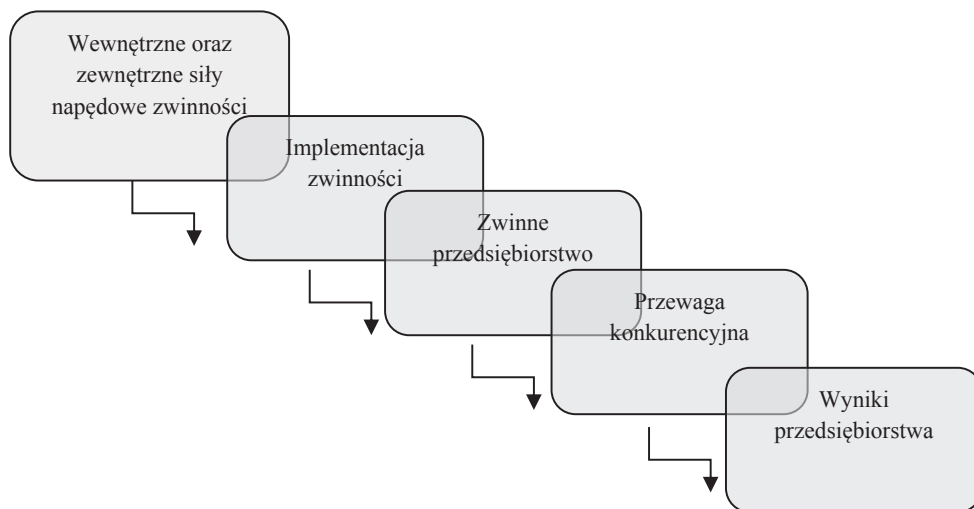 Wewnętrzne oraz
zewnętrzne siły
napędowe zwinności
Implementacja
zwinności
Zwinne
przedsiębiorstwo
Przewaga
konkurencyjna
Wyniki
przedsiębiorstwa